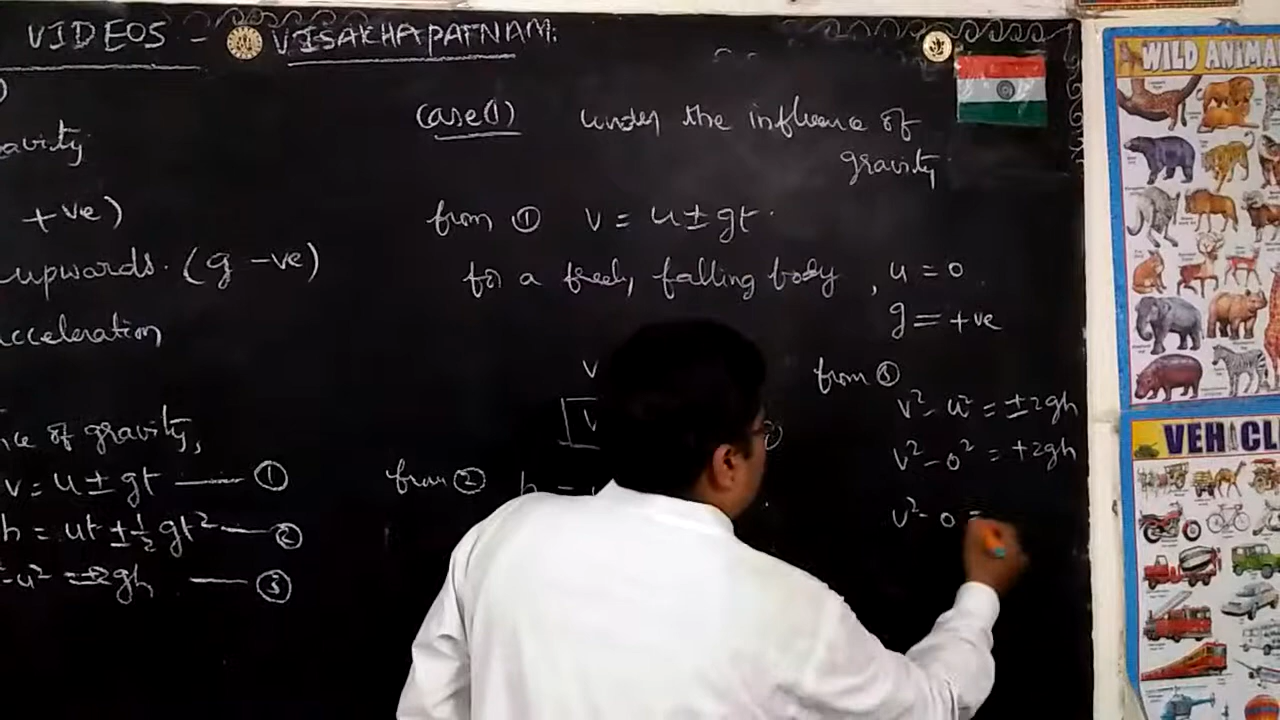 VIDEOS - VISAKHAPATNAM.
avity
+ve)
upwards. (g -ve)
acceleration
nce of gravity,
v = u ± gt —— ①
h = ut ± ½ gt² —— ②
-u² = ±2gh —— ③
case(1) under the influence of
gravity.
from ① v = u ± gt.
for a freely falling body, u = 0
g = +ve
v
from ② h =
from ③
v² - u² = ±2gh
v² - 0² = +2gh
v² - 0 =
WILD ANIMA
VEHICL